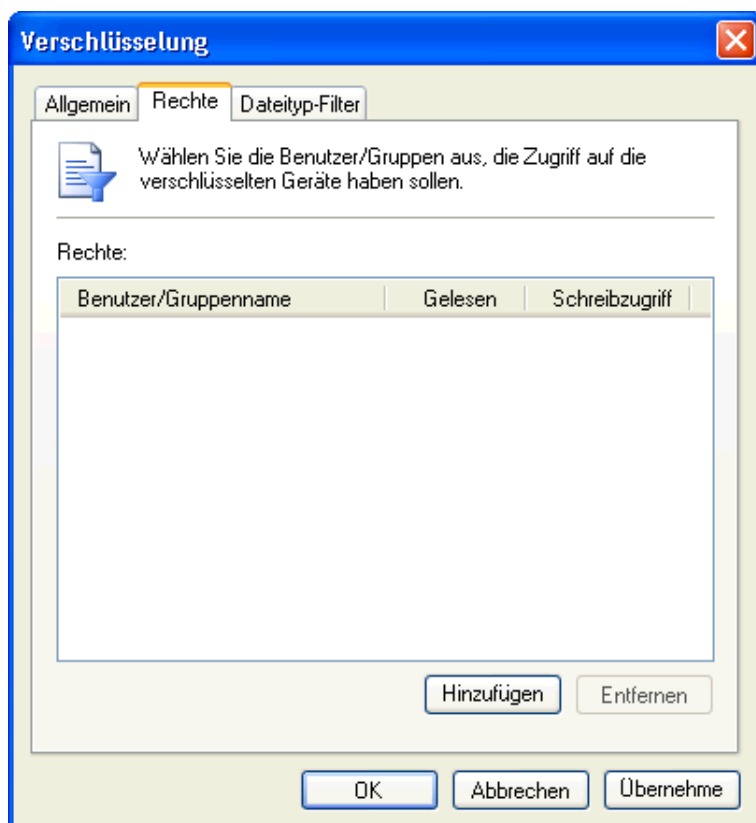 Verschlüsselung
Allgemein Rechte Dateityp-Filter
Wählen Sie die Benutzer/Gruppen aus, die Zugriff auf die
verschlüsselten Geräte haben sollen.
Rechte:
Benutzer/Gruppenname Gelesen Schreibzugriff
Hinzufügen Entfernen
OK Abbrechen Übernehme